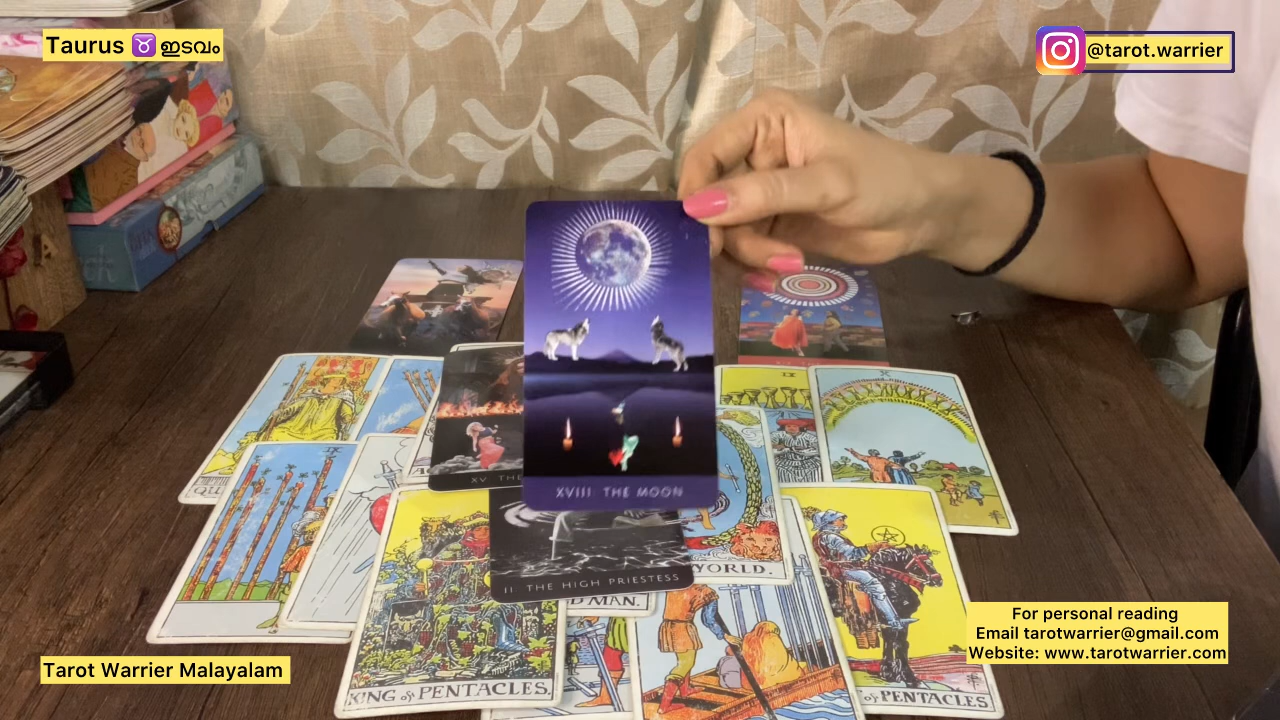 Taurus ♉ ഇടവം
@tarot.warrier
XVIII THE MOON
XV THE
II. THE HIGH PRIESTESS
WORLD.
KING of PENTACLES.
of PENTACLES
X
For personal reading
Email tarotwarrier@gmail.com
Website: www.tarotwarrier.com
Tarot Warrier Malayalam